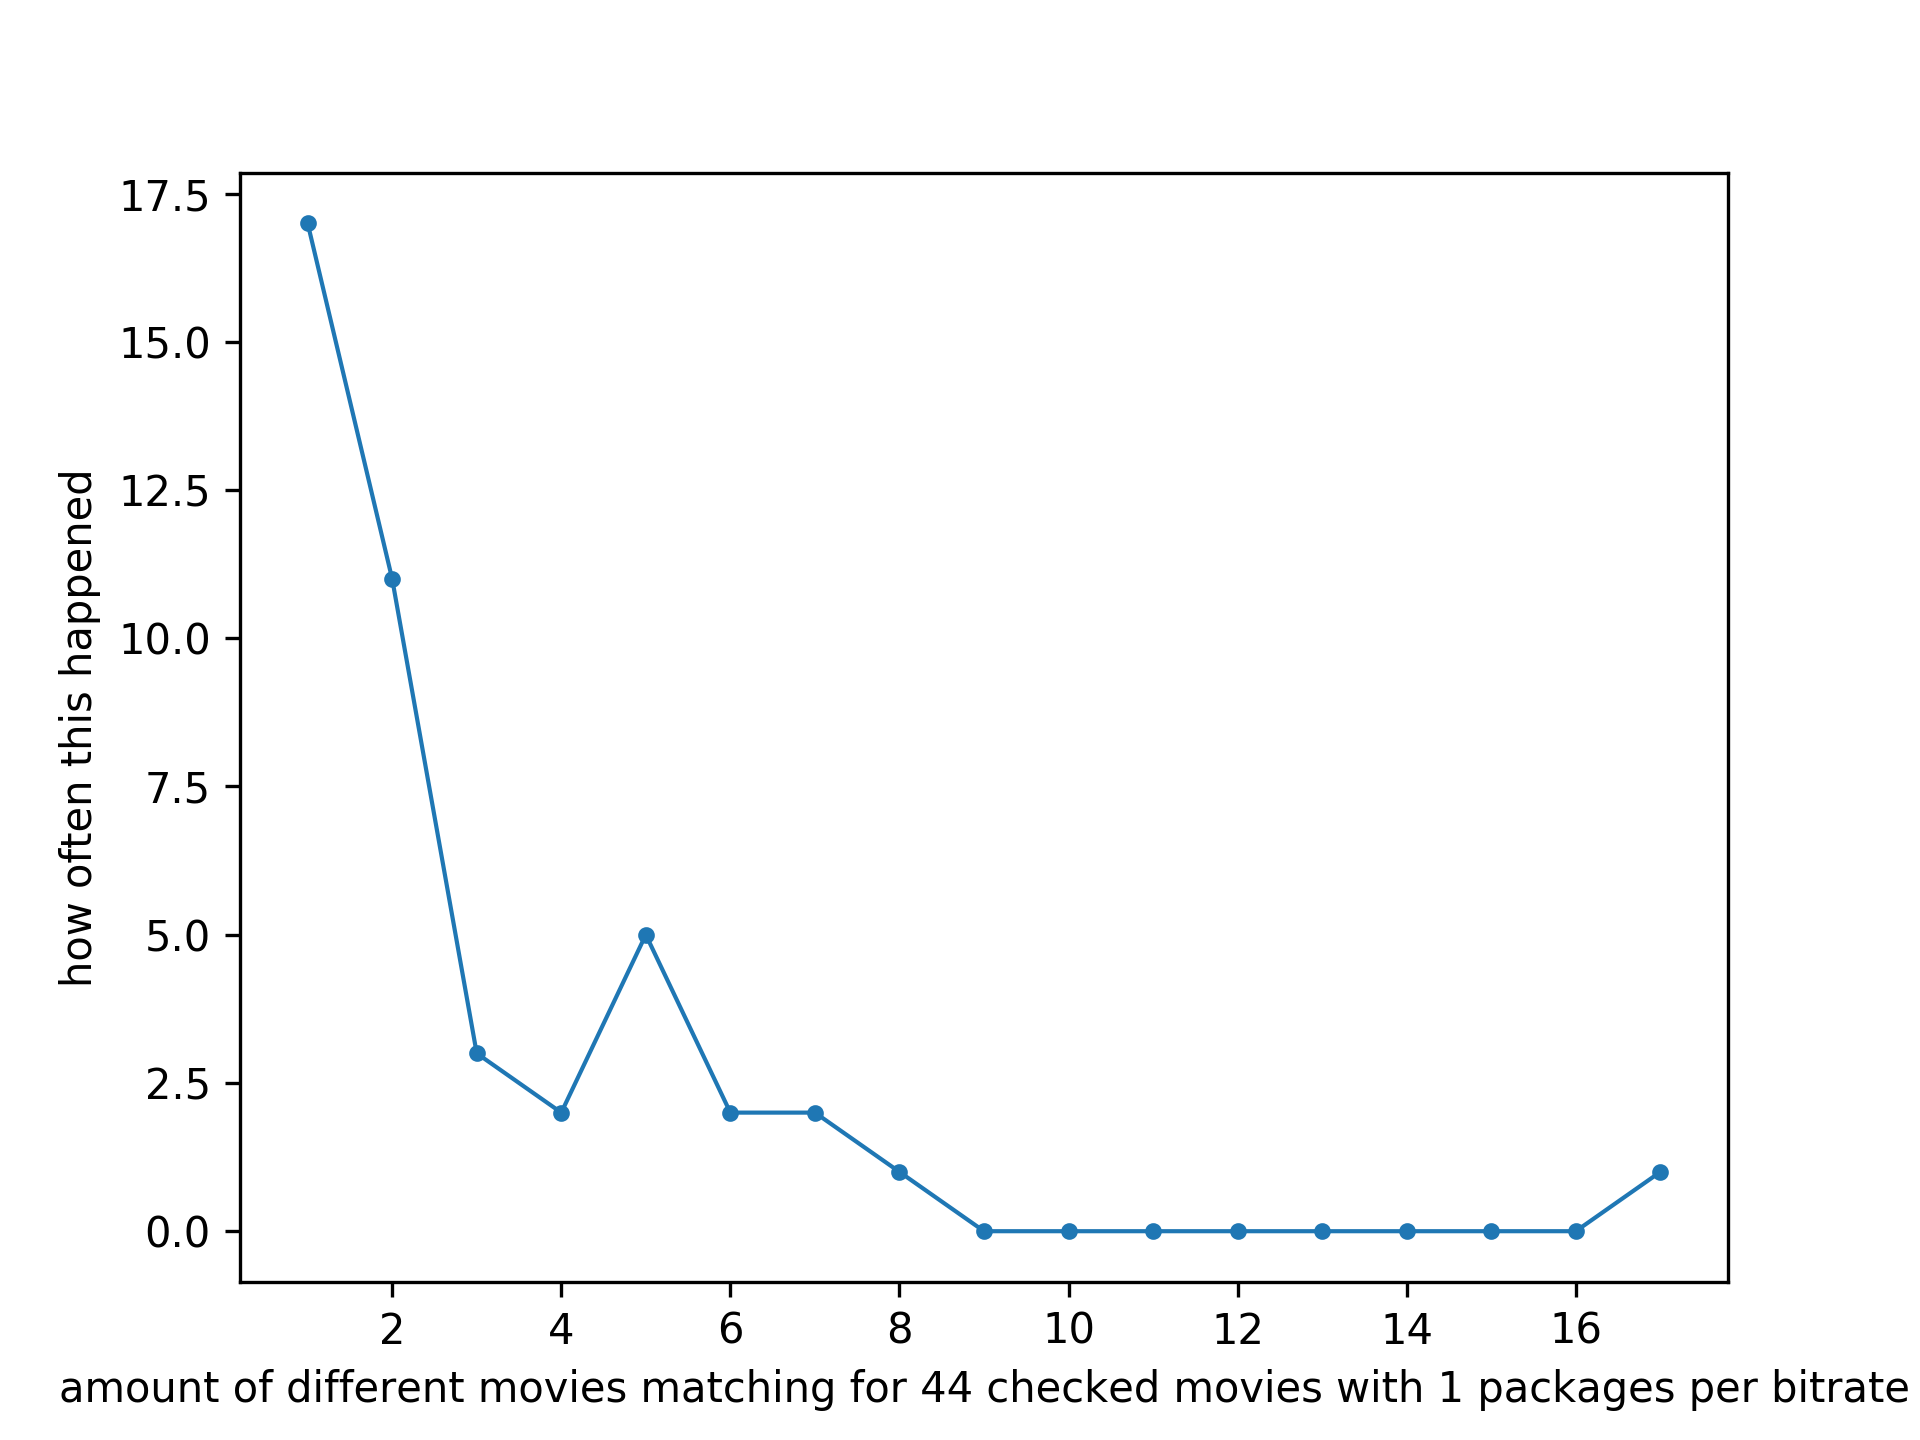 17.5
15.0
12.5
10.0
7.5
5.0
2.5
0.0
how often this happened
2 4 6 8 10 12 14 16
amount of different movies matching for 44 checked movies with 1 packages per bitrate